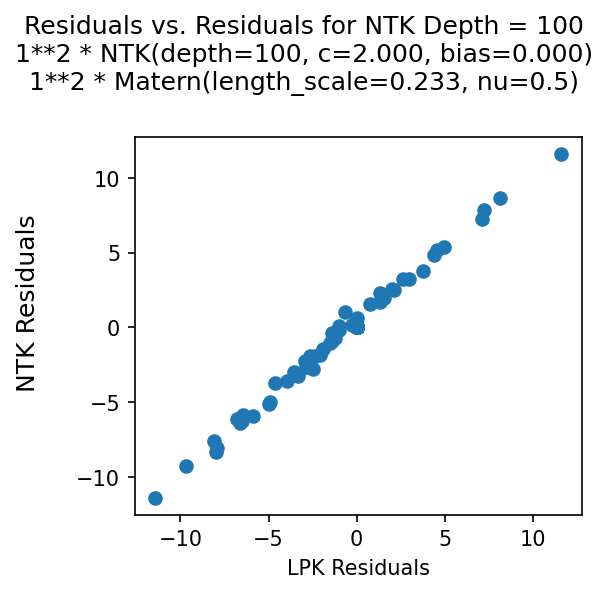 Residuals vs. Residuals for NTK Depth = 100
1**2 * NTK(depth=100, c=2.000, bias=0.000)
1**2 * Matern(length_scale=0.233, nu=0.5)
10
5
0
−5
−10
NTK Residuals
−10 −5 0 5 10
LPK Residuals